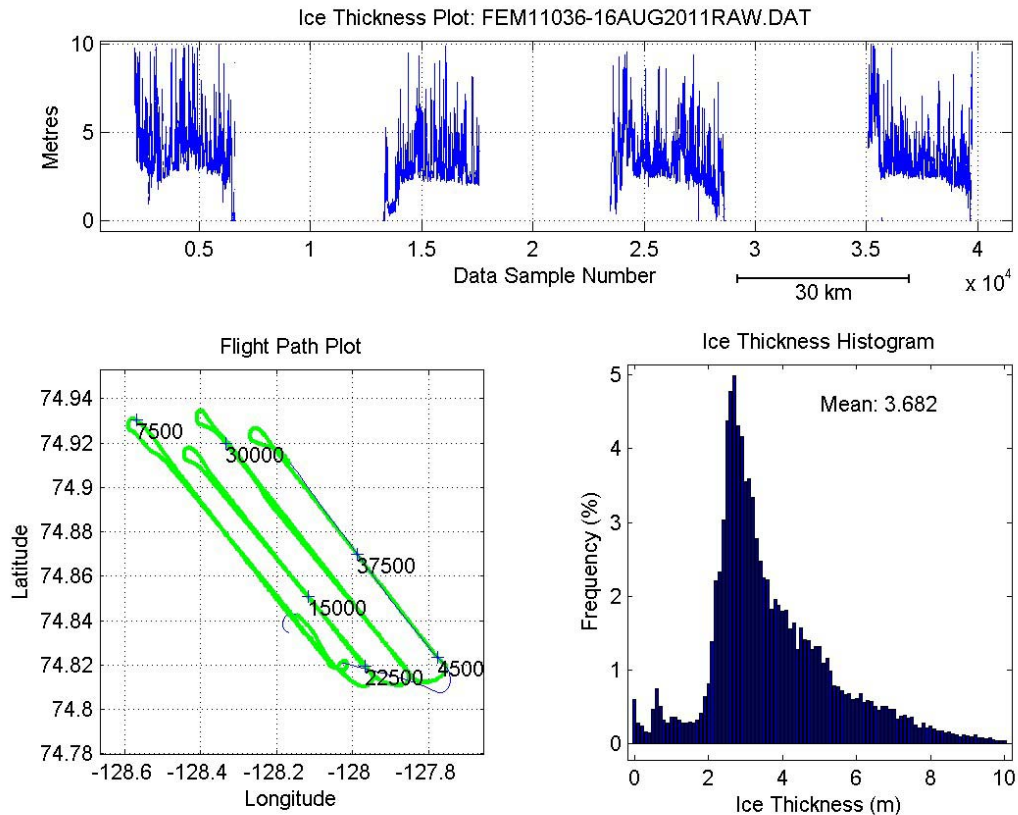 Ice Thickness Plot: FEM11036-16AUG2011RAW.DAT
Metres
10
5
0
0.5 1 1.5 2 2.5 3 3.5 4
Data Sample Number
x 10^4
30 km
Flight Path Plot
Latitude
74.94
74.92
74.9
74.88
74.86
74.84
74.82
74.8
74.78
7500
30000
37500
15000
22500
4500
-128.6 -128.4 -128.2 -128 -127.8
Longitude
Ice Thickness Histogram
Mean: 3.682
Frequency (%)
5
4
3
2
1
0
0 2 4 6 8 10
Ice Thickness (m)